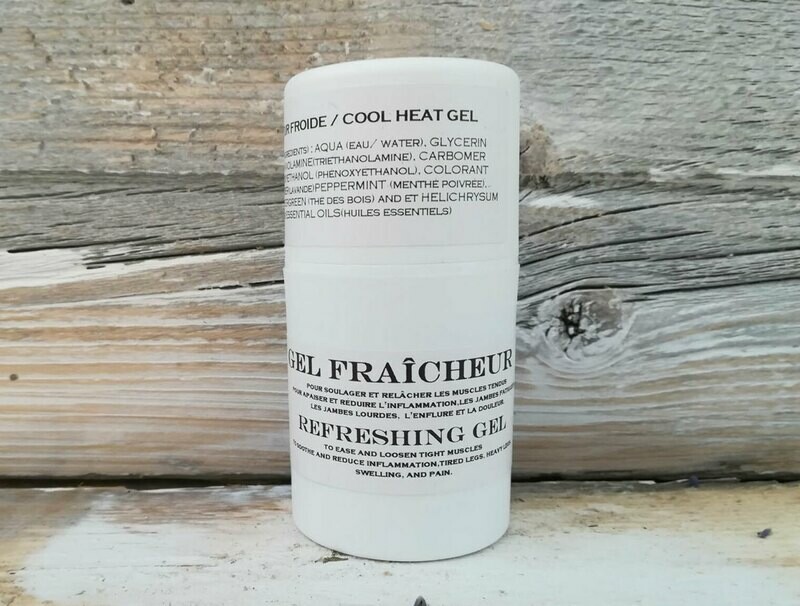 FROIDE / COOL HEAT GEL
: AQUA (EAU/ WATER), GLYCERIN
(TRIETHANOLAMINE), CARBOMER
(PHENOXYETHANOL), COLORANT
PEPPERMINT (MENTHE POIVRÉE),.
(THE DES BOIS) AND ET HELICHRYSUM
ESSENTIAL OILS(HUILES ESSENTIELS)
GEL FRAÎCHEUR
POUR SOULAGER ET RELÂCHER LES MUSCLES TENDUS
POUR APAISER ET REDUIRE L'INFLAMMATION,LES JAMBES
LES JAMBES LOURDES, L'ENFLURE ET LA DOULEUR.
REFRESHING GEL
TO EASE AND LOOSEN TIGHT MUSCLES
TO SOOTHE AND REDUCE INFLAMMATION,TIRED LEGS, HEAVY
SWELLING, AND PAIN.